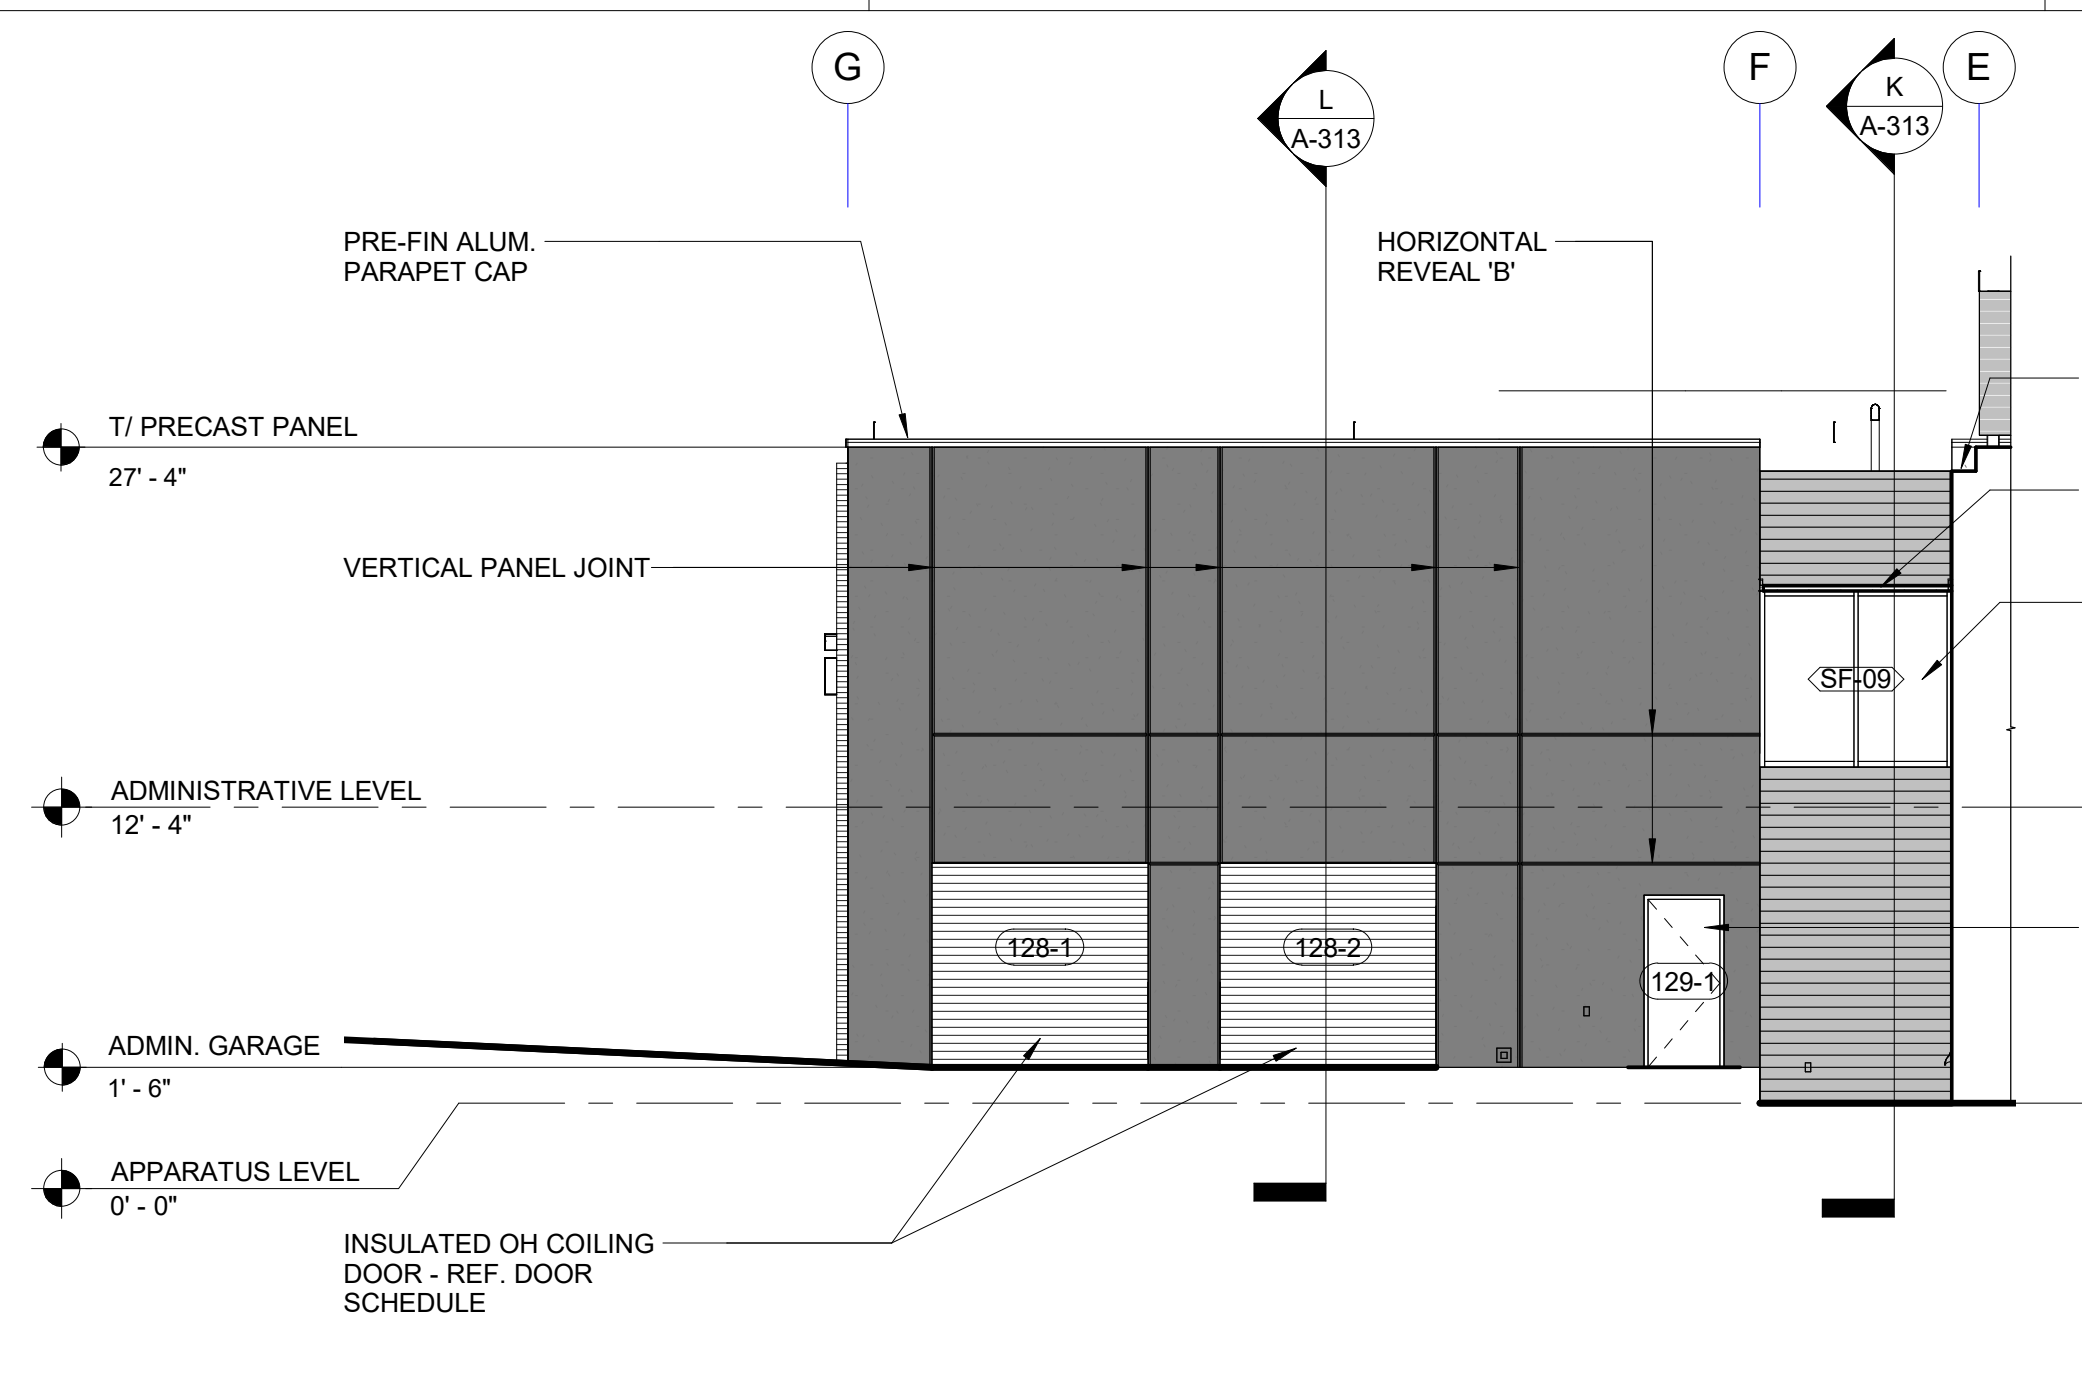 G
L
A-313
F
K
A-313
E
PRE-FIN ALUM.
PARAPET CAP
HORIZONTAL
REVEAL 'B'
T/ PRECAST PANEL
27' - 4"
VERTICAL PANEL JOINT
SF-09
ADMINISTRATIVE LEVEL
12' - 4"
128-1
128-2
129-1
ADMIN. GARAGE
1' - 6"
APPARATUS LEVEL
0' - 0"
INSULATED OH COILING
DOOR - REF. DOOR
SCHEDULE